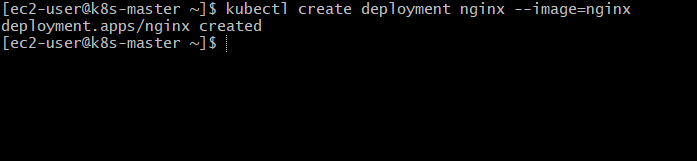 [ec2-user@k8s-master ~]$ kubectl create deployment nginx --image=nginx
deployment.apps/nginx created
[ec2-user@k8s-master ~]$